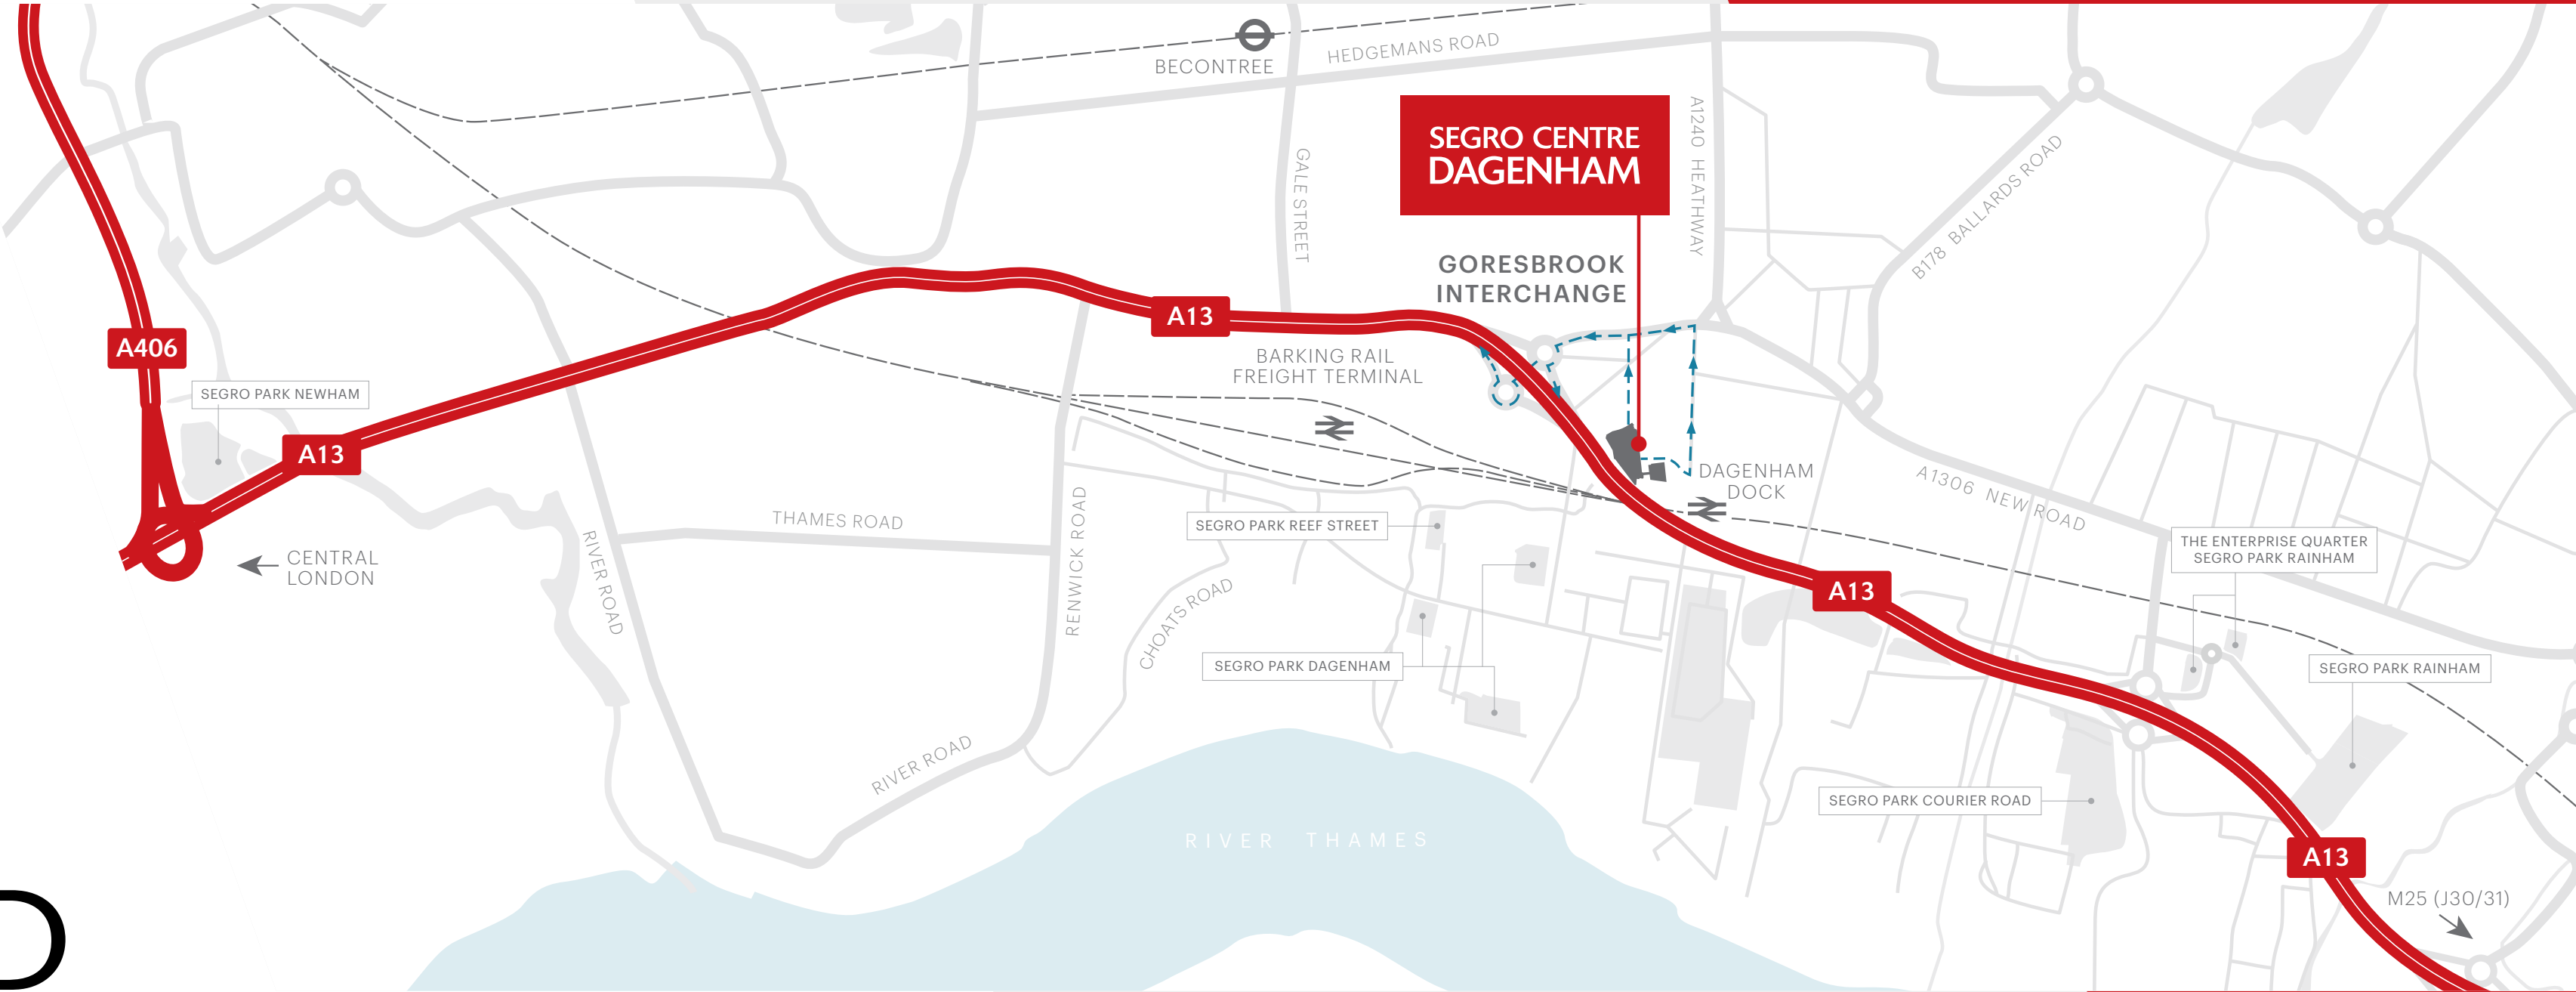 BECONTREE
HEDGEMANS ROAD
SEGRO CENTRE
DAGENHAM
A1240 HEATHWAY
GALE STREET
B178 BALLARDS ROAD
GORESBROOK
INTERCHANGE
A13
A406
BARKING RAIL
FREIGHT TERMINAL
SEGRO PARK NEWHAM
A13
DAGENHAM
DOCK
A1306 NEW ROAD
THAMES ROAD
RIVER ROAD
RENWICK ROAD
SEGRO PARK REEF STREET
CENTRAL
LONDON
THE ENTERPRISE QUARTER
SEGRO PARK RAINHAM
A13
CHOATS ROAD
SEGRO PARK DAGENHAM
SEGRO PARK RAINHAM
RIVER ROAD
SEGRO PARK COURIER ROAD
RIVER THAMES
A13
M25 (J30/31)